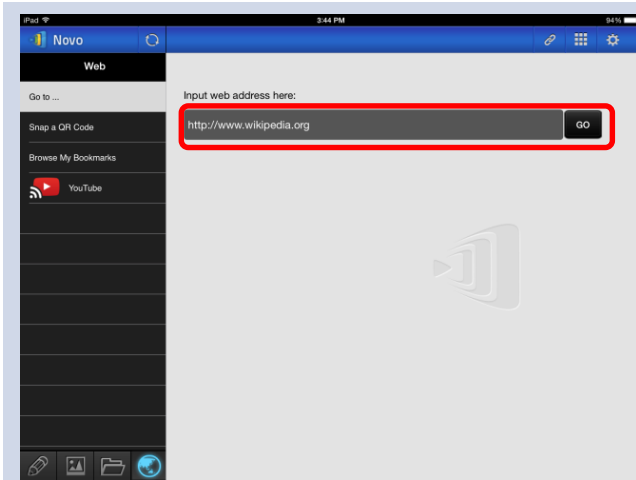 iPad 3:44 PM 94%
Novo
Web
Go to ...
Snap a QR Code
Browse My Bookmarks
YouTube
Input web address here:
http://www.wikipedia.org GO